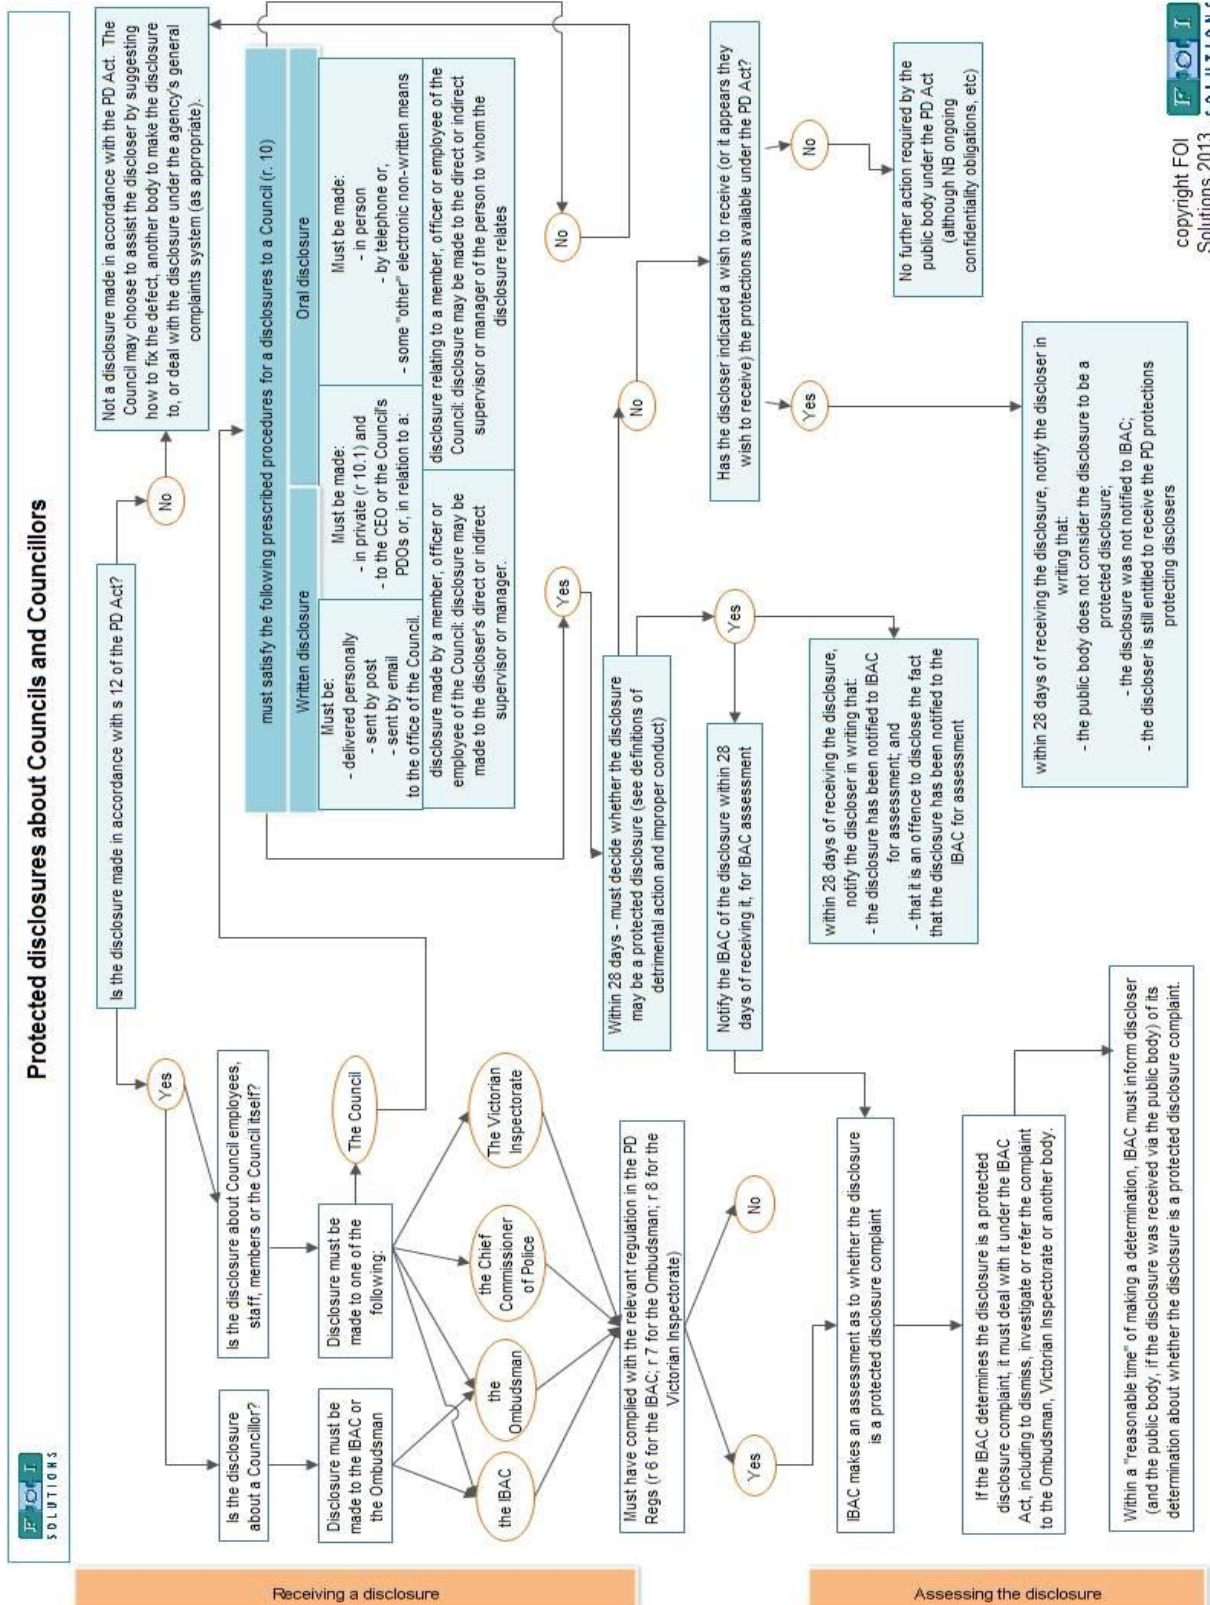 F O I
SOLUTIONS
Protected disclosures about Councils and Councillors
Receiving a disclosure
Is the disclosure made in accordance with s 12 of the PD Act?
Yes
No
Not a disclosure made in accordance with the PD Act. The
Council may choose to assist the discloser by suggesting
how to fix the defect, another body to make the disclosure
to, or deal with the disclosure under the agency's general
complaints system (as appropriate).
Is the disclosure
about a Councillor?
Is the disclosure about Council employees,
staff, members or the Council itself?
Disclosure must be
made to the IBAC or
the Ombudsman
Disclosure must be
made to one of the
following:
The Council
the IBAC
the
Ombudsman
the Chief
Commissioner
of Police
The Victorian
Inspectorate
must satisfy the following prescribed procedures for a disclosures to a Council (r. 10)
Written disclosure
Oral disclosure
Must be:
- delivered personally
- sent by post
- sent by email
to the office of the Council.
Must be made:
- in private (r 10.1) and
- to the CEO or the Council's
PDOs or, in relation to a:
Must be made:
- in person
- by telephone or,
- some "other" electronic non-written means
disclosure made by a member, officer or
employee of the Council: disclosure may be
made to the discloser's direct or indirect
supervisor or manager.
disclosure relating to a member, officer or employee of the
Council: disclosure may be made to the direct or indirect
supervisor or manager of the person to whom the
disclosure relates
Yes
No
Must have complied with the relevant regulation in the PD
Regs (r 6 for the IBAC; r 7 for the Ombudsman; r 8 for the
Victorian Inspectorate)
Within 28 days - must decide whether the disclosure
may be a protected disclosure (see definitions of
detrimental action and improper conduct)
No
Yes
No
Yes
Notify the IBAC of the disclosure within 28
days of receiving it, for IBAC assessment
Has the discloser indicated a wish to receive (or it appears they
wish to receive) the protections available under the PD Act?
Yes
No
Assessing the disclosure
IBAC makes an assessment as to whether the disclosure
is a protected disclosure complaint
within 28 days of receiving the disclosure,
notify the discloser in writing that:
- the disclosure has been notified to IBAC
for assessment; and
- that it is an offence to disclose the fact
that the disclosure has been notified to the
IBAC for assessment
No further action required by the
public body under the PD Act
(although NB ongoing
confidentiality obligations, etc)
If the IBAC determines the disclosure is a protected
disclosure complaint, it must deal with it under the IBAC
Act, including to dismiss, investigate or refer the complaint
to the Ombudsman, Victorian Inspectorate or another body.
within 28 days of receiving the disclosure, notify the discloser in
writing that:
- the public body does not consider the disclosure to be a
protected disclosure;
- the disclosure was not notified to IBAC;
- the discloser is still entitled to receive the PD protections
protecting disclosers
Within a "reasonable time" of making a determination, IBAC must inform discloser
(and the public body, if the disclosure was received via the public body) of its
determination about whether the disclosure is a protected disclosure complaint.
copyright FOI
Solutions 2013
F O I
SOLUTIONS